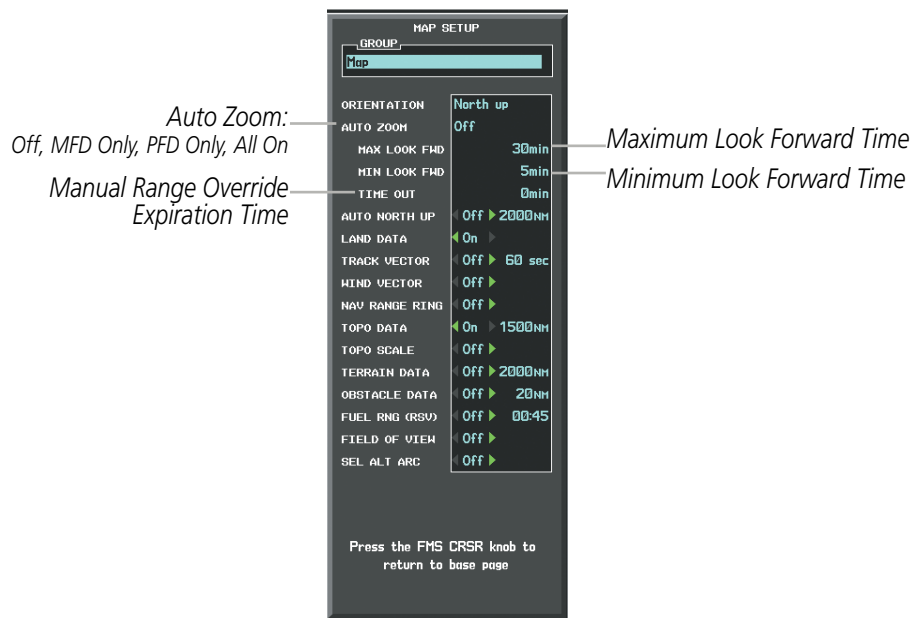 MAP SETUP
GROUP
Map
ORIENTATION North up
AUTO ZOOM Off
MAX LOOK FWD 30min
MIN LOOK FWD 5min
TIME OUT 0min
AUTO NORTH UP Off 2000NM
LAND DATA On
TRACK VECTOR Off 60 sec
WIND VECTOR Off
NAV RANGE RING Off
TOPO DATA On 1500NM
TOPO SCALE Off
TERRAIN DATA Off 2000NM
OBSTACLE DATA Off 20NM
FUEL RNG (RSV) Off 00:45
FIELD OF VIEW Off
SEL ALT ARC Off
Press the FMS CRSR knob to
return to base page
Auto Zoom:
Off, MFD Only, PFD Only, All On
Manual Range Override
Expiration Time
Maximum Look Forward Time
Minimum Look Forward Time